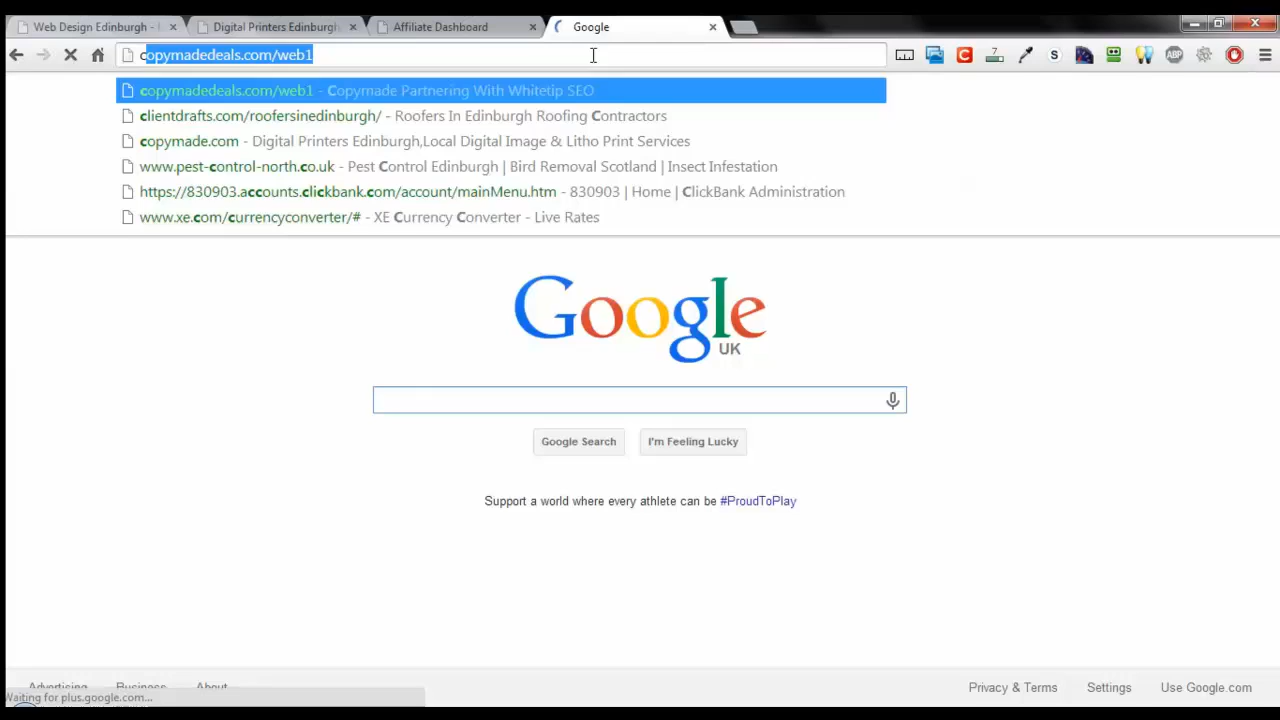 Web Design Edinburgh -
Digital Printers Edinburgh
Affiliate Dashboard
Google
copymadedeals.com/web1
7
S
ABP
copymadedeals.com/web1 - Copymade Partnering With Whitetip SEO
clientdrafts.com/roofersinedinburgh/ - Roofers In Edinburgh Roofing Contractors
copymade.com - Digital Printers Edinburgh,Local Digital Image & Litho Print Services
www.pest-control-north.co.uk - Pest Control Edinburgh | Bird Removal Scotland | Insect Infestation
https://830903.accounts.clickbank.com/account/mainMenu.htm - 830903 | Home | ClickBank Administration
www.xe.com/currencyconverter/# - XE Currency Converter - Live Rates
Google
UK
Google Search
I'm Feeling Lucky
Support a world where every athlete can be #ProudToPlay
Advertising Business About
Privacy & Terms Settings Use Google.com
Waiting for plus.google.com...